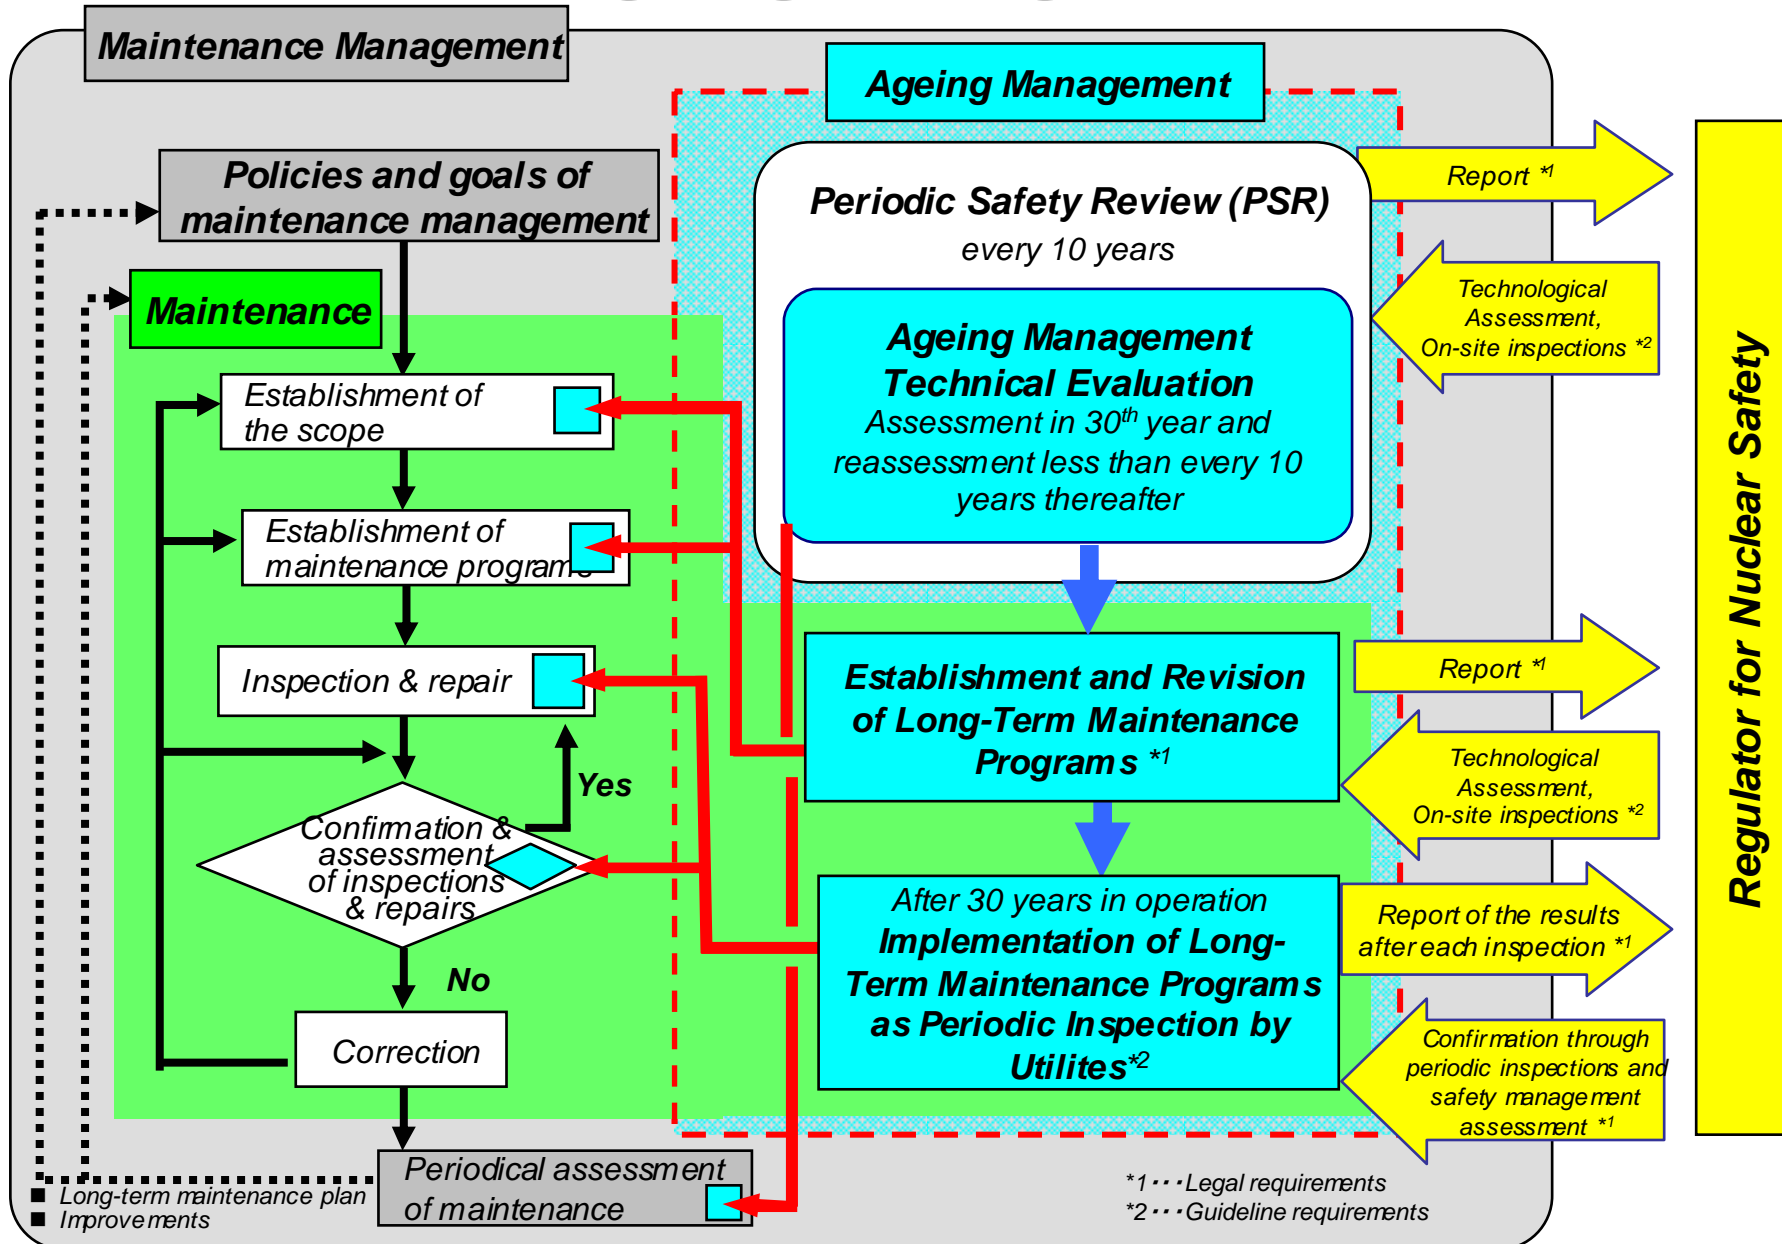 Maintenance Management
Ageing Management
Policies and goals of
maintenance management
Maintenance
Establishment of
the scope
Establishment of
maintenance programs
Inspection & repair
Yes
Confirmation &
assessment
of inspections
& repairs
No
Correction
Periodical assessment
of maintenance
Long-term maintenance plan
Improvements
Periodic Safety Review (PSR)
every 10 years
Ageing Management
Technical Evaluation
Assessment in 30th year and
reassessment less than every 10
years thereafter
Establishment and Revision
of Long-Term Maintenance
Programs *1
After 30 years in operation
Implementation of Long-
Term Maintenance Programs
as Periodic Inspection by
Utilites*2
*1･･･Legal requirements
*2･･･Guideline requirements
Report *1
Technological
Assessment,
On-site inspections *2
Report *1
Technological
Assessment,
On-site inspections *2
Report of the results
after each inspection *1
Confirmation through
periodic inspections and
safety management
assessment *1
Regulator for Nuclear Safety